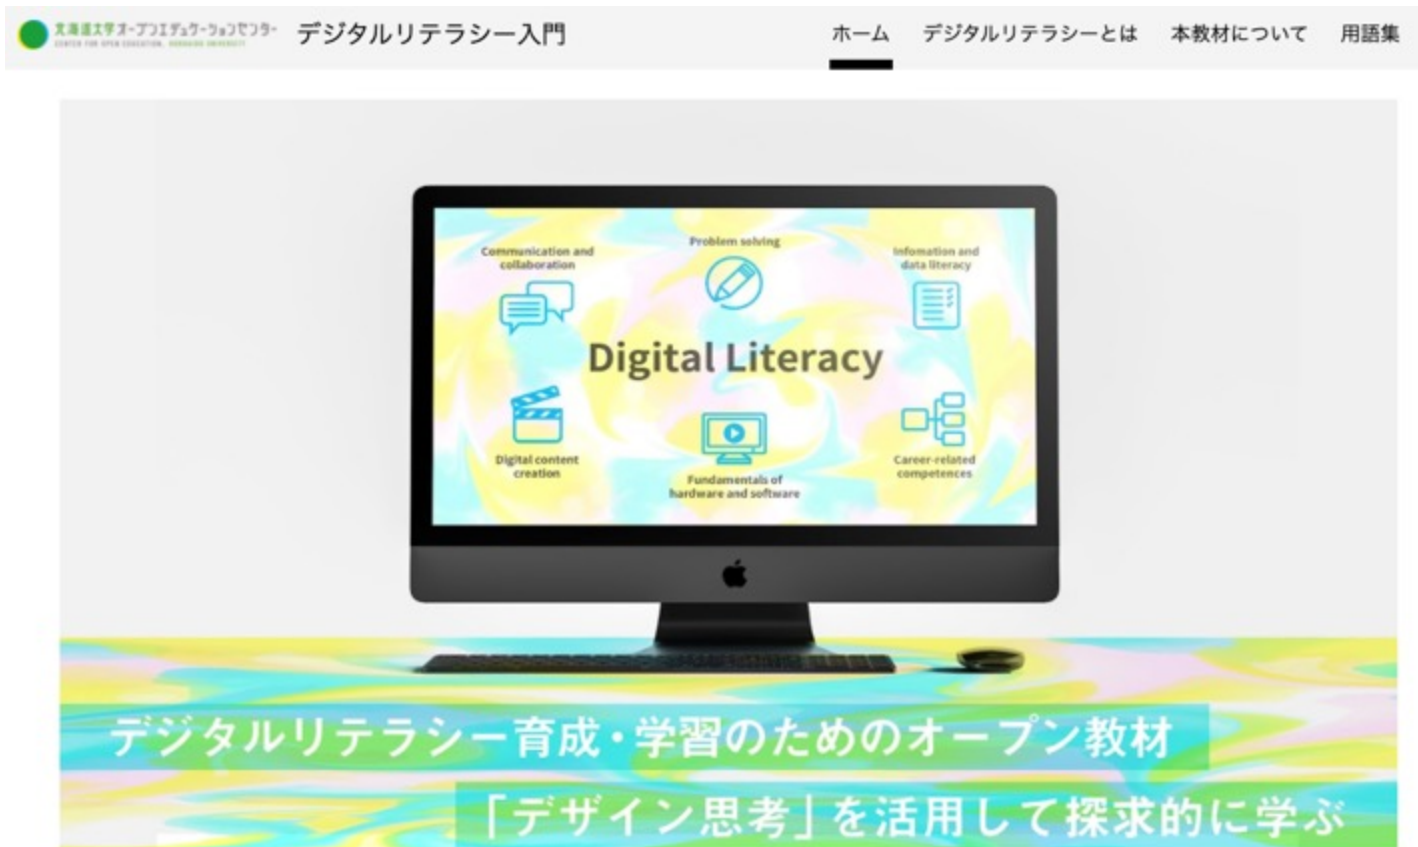 北海道大学オープンエデュケーションセンター
CENTER FOR OPEN EDUCATION, HOKKAIDO UNIVERSITY
デジタルリテラシー入門
ホーム
デジタルリテラシーとは
本教材について
用語集
Communication and
collaboration
Problem solving
Infomation and
data literacy
Digital Literacy
Digital content
creation
Fundamentals of
hardware and software
Career-related
competences
デジタルリテラシー育成・学習のためのオープン教材
「デザイン思考」を活用して探求的に学ぶ